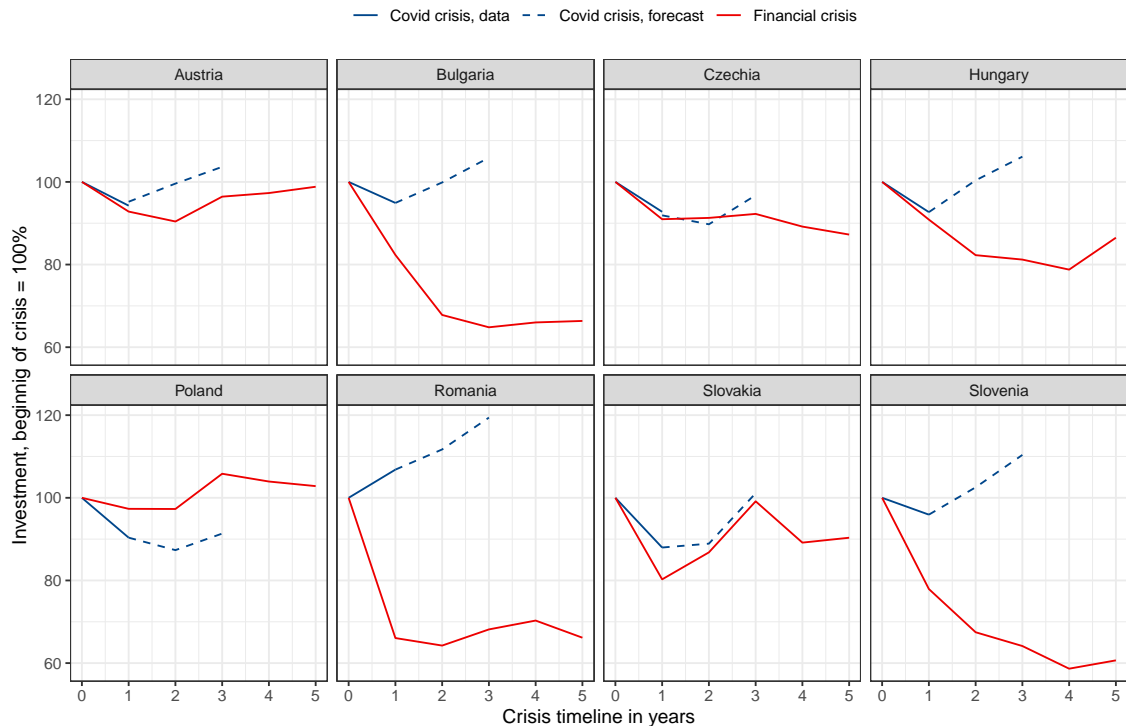 Covid crisis, data Covid crisis, forecast Financial crisis
Austria Bulgaria Czechia Hungary
120
100
80
60
Poland Romania Slovakia Slovenia
120
100
80
60
0 1 2 3 4 5 0 1 2 3 4 5 0 1 2 3 4 5 0 1 2 3 4 5
Crisis timeline in years
Investment, beginnig of crisis = 100%